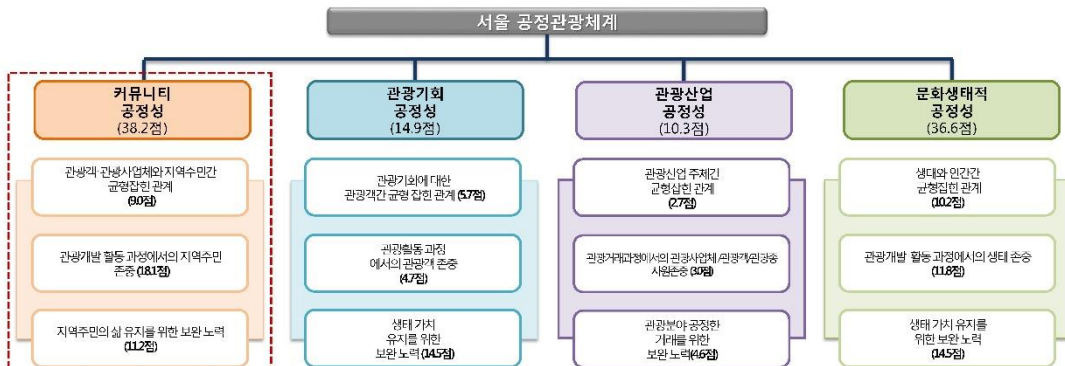 서울 공정관광체계
커뮤니티
공정성
(38.2점)
관광객·관광사업체와 지역주민간
균형잡힌 관계
(9.0점)
관광개발 활동 과정에서의 지역주민
존중 (18.1점)
지역주민의 삶 유지를 위한 보완 노력
(11.2점)
관광기회
공정성
(14.9점)
관광기회에 대한
관광객간 균형 잡힌 관계 (5.7점)
관광활동 과정
에서의 관광객 존중
(4.7점)
생태 가치
유지를 위한
보완 노력 (14.5점)
관광산업
공정성
(10.3점)
관광산업 주체간
균형잡힌 관계
(2.7점)
관광거래과정에서의 관광사업체/관광객/관광종
사원존중 (3.0점)
관광분야 공정한
거래를 위한
보완 노력(4.6점)
문화생태적
공정성
(36.6점)
생태와 인간간
균형잡힌 관계
(10.2점)
관광개발 활동 과정에서의 생태 존중
(11.8점)
생태 가치 유지를
위한 보완 노력
(14.5점)